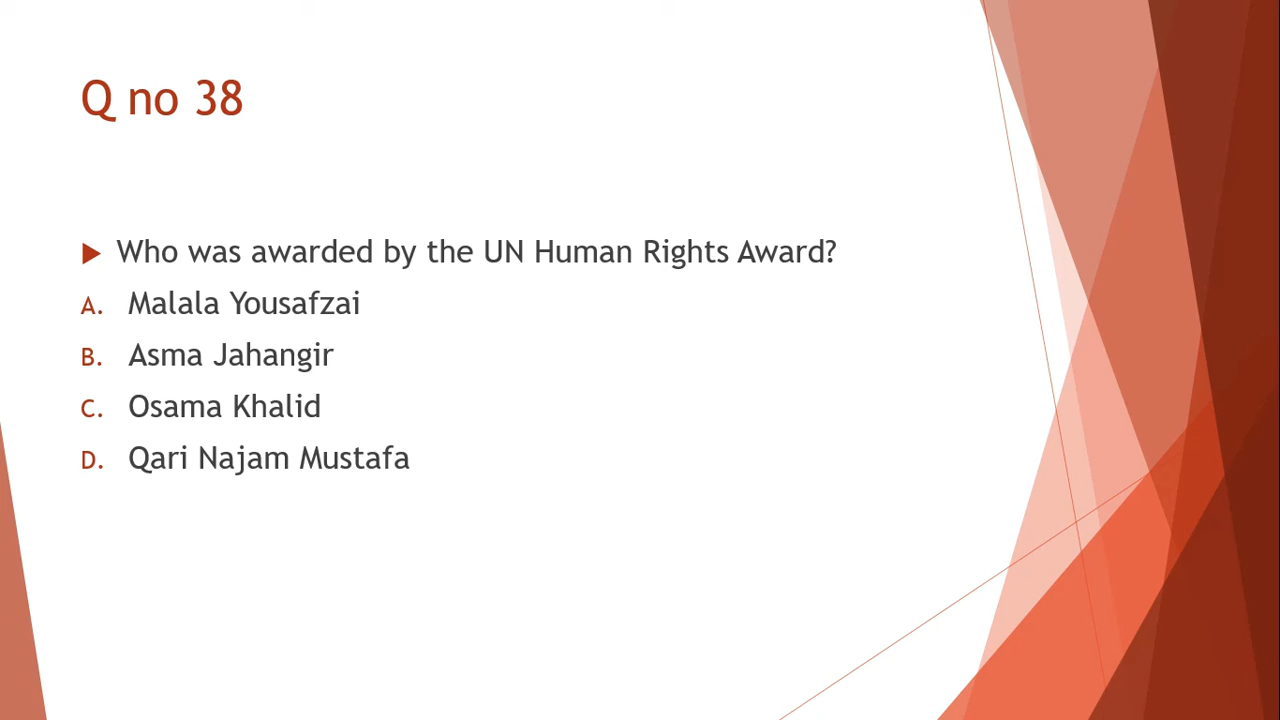 Q no 38
Who was awarded by the UN Human Rights Award?
A. Malala Yousafzai
B. Asma Jahangir
C. Osama Khalid
D. Qari Najam Mustafa